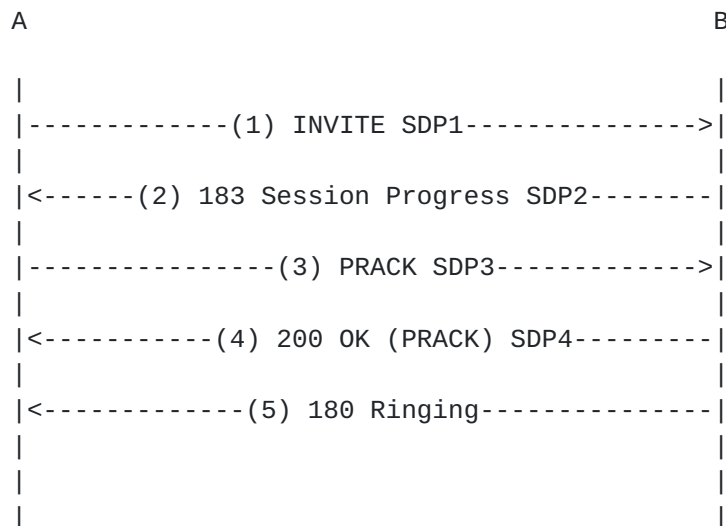 A                                            B

|                                            |
|-------------(1) INVITE SDP1--------------->|
|                                            |
|<------(2) 183 Session Progress SDP2--------|
|                                            |
|----------------(3) PRACK SDP3------------->|
|                                            |
|<-----------(4) 200 OK (PRACK) SDP4---------|
|                                            |
|<-------------(5) 180 Ringing---------------|
|                                            |
|                                            |
|                                            |